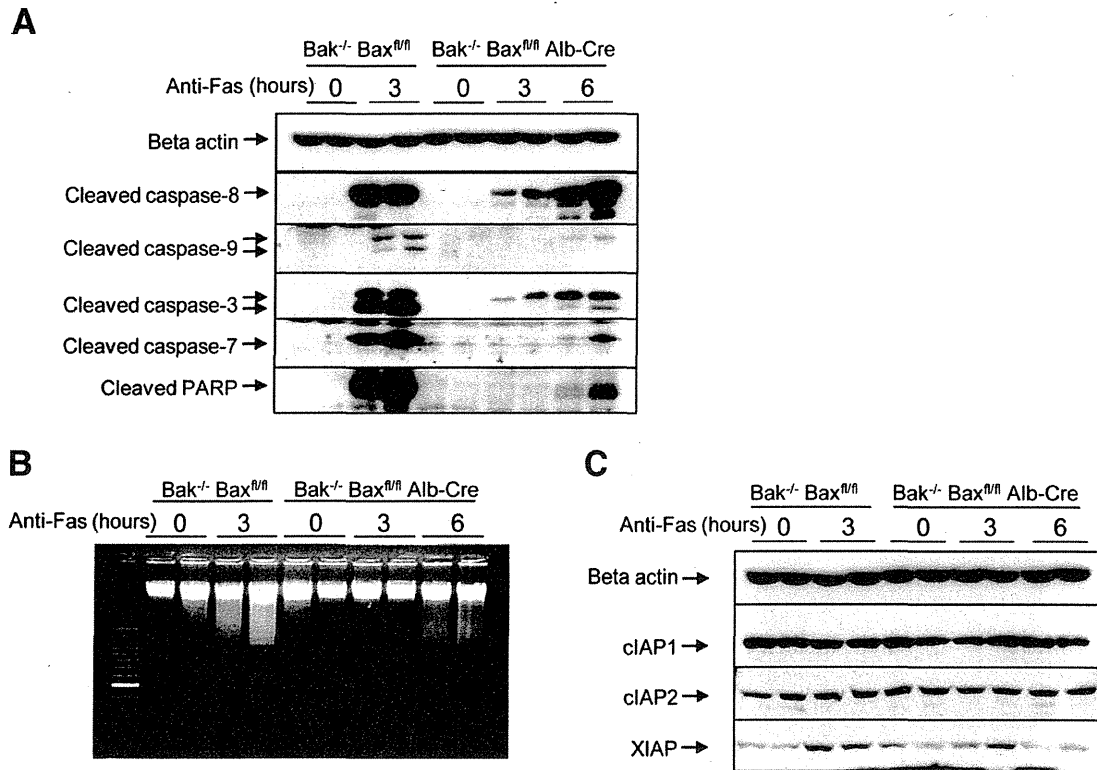 A
Bak-/- Baxfl/fl Bak-/- Baxfl/fl Alb-Cre
Anti-Fas (hours) 0 3 0 3 6
Beta actin
Cleaved caspase-8
Cleaved caspase-9
Cleaved caspase-3
Cleaved caspase-7
Cleaved PARP
B
Bak-/- Baxfl/fl Bak-/- Baxfl/fl Alb-Cre
Anti-Fas (hours) 0 3 0 3 6
C
Bak-/- Baxfl/fl Bak-/- Baxfl/fl Alb-Cre
Anti-Fas (hours) 0 3 0 3 6
Beta actin
cIAP1
cIAP2
XIAP